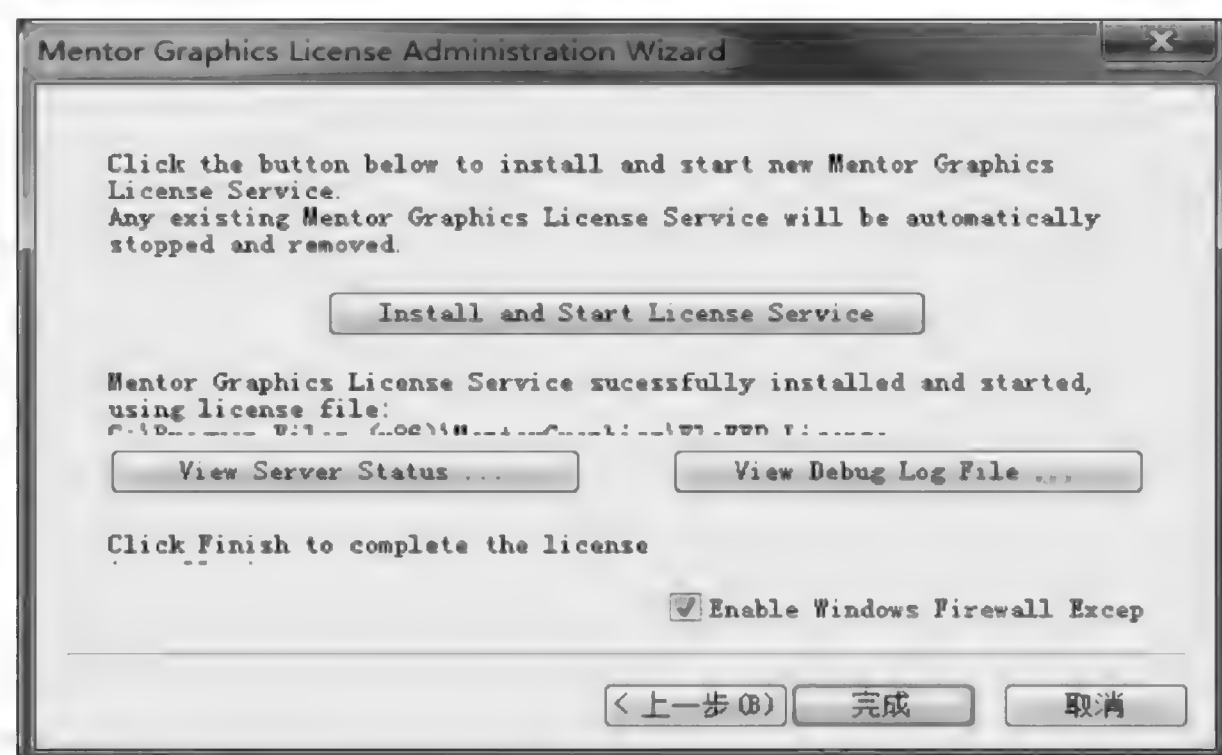 Mentor Graphics License Administration Wizard
Click the button below to install and start new Mentor Graphics
License Service.
Any existing Mentor Graphics License Service will be automatically
stopped and removed.
Install and Start License Service
Mentor Graphics License Service sucessfully installed and started,
using license file:
View Server Status ...
View Debug Log File ...
Click Finish to complete the license
Enable Windows Firewall Excep
< 上一步(B)
完成
取消